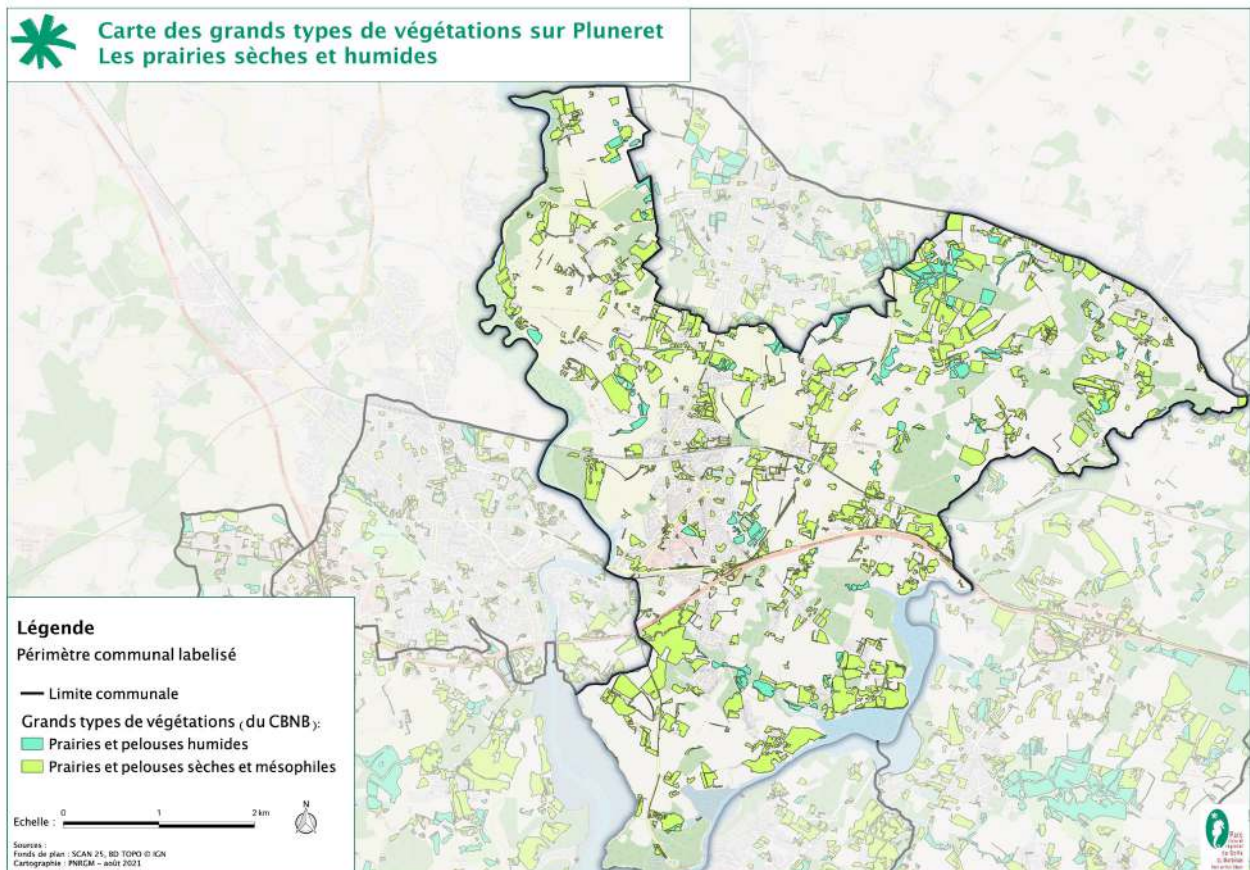 Carte des grands types de végétations sur Pluneret
Les prairies sèches et humides
Légende
Périmètre communal labelisé
Limite communale
Grands types de végétations (du CBNB):
Prairies et pelouses humides
Prairies et pelouses sèches et mésophiles
Echelle : 0 1 2 km
N
Sources :
Fonds de plan : SCAN 25, BD TOPO © IGN
Cartographie : PNRGM – août 2021
Parc